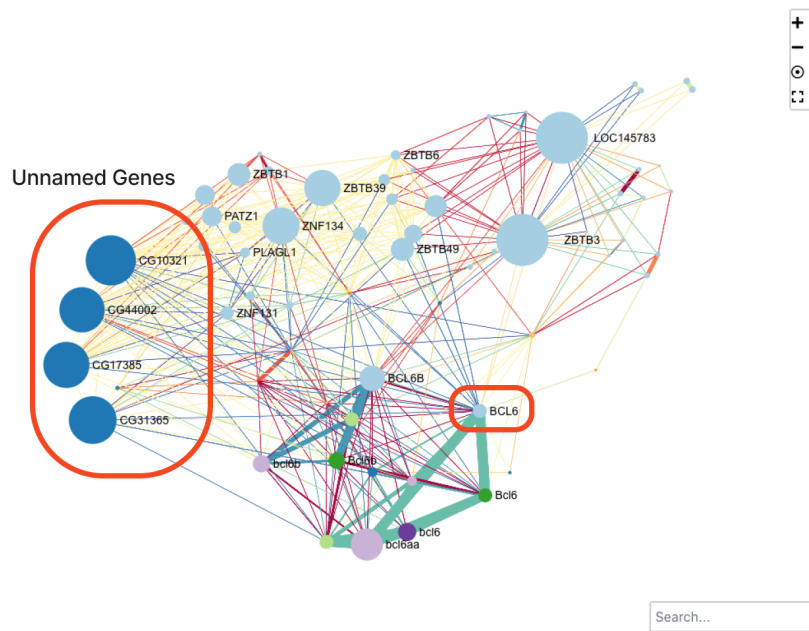 +
−
LOC145783
ZBTB6
Unnamed Genes
ZBTB1
ZBTB39
PATZ1
ZNF134
ZBTB3
ZBTB49
PLAGL1
CG10321
CG44002
ZNF131
CG17385
BCL6B
BCL6
CG31365
bcl6b
Bcl6b
Bcl6
bcl6
bcl6aa
Search...